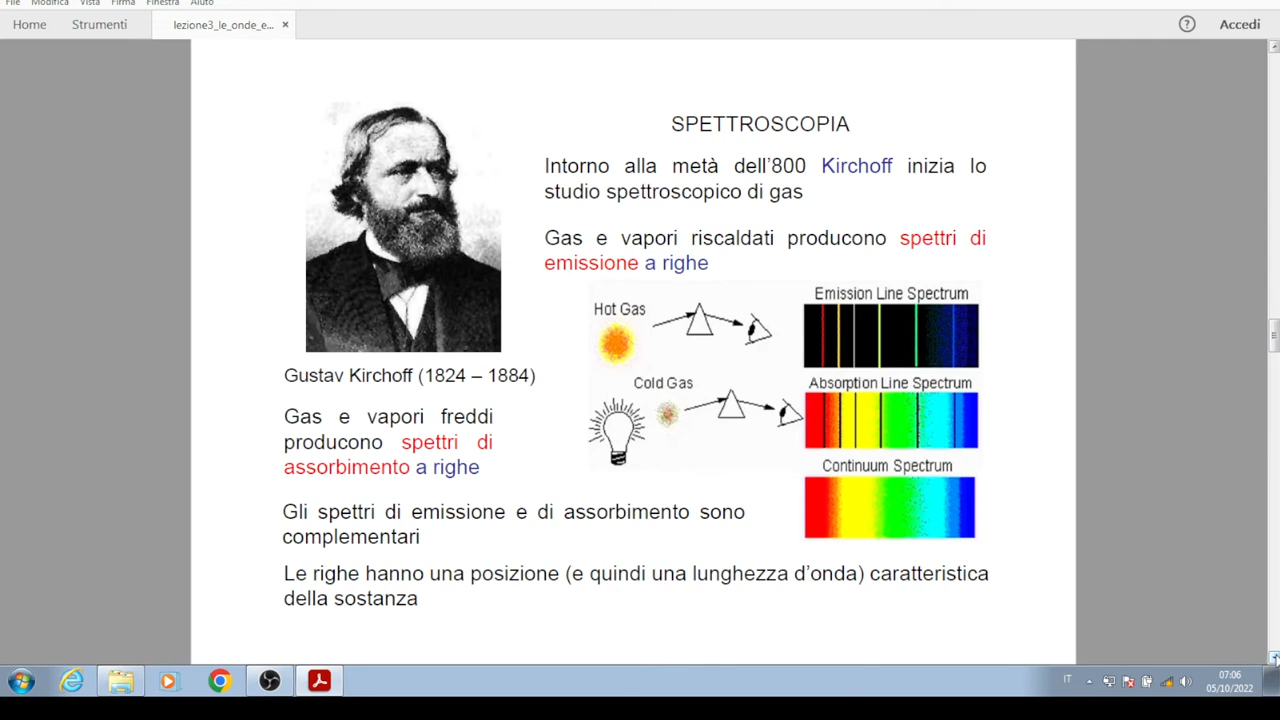 File Modifica Vista Firma Finestra Aiuto
Home Strumenti lezione3_le_onde_e... × ? Accedi
SPETTROSCOPIA
Intorno alla metà dell'800 Kirchoff inizia lo
studio spettroscopico di gas
Gas e vapori riscaldati producono spettri di
emissione a righe
Emission Line Spectrum
Hot Gas
Gustav Kirchoff (1824 – 1884)
Cold Gas
Absorption Line Spectrum
Gas e vapori freddi
producono spettri di
assorbimento a righe
Continuum Spectrum
Gli spettri di emissione e di assorbimento sono
complementari
Le righe hanno una posizione (e quindi una lunghezza d'onda) caratteristica
della sostanza
IT
07:06
05/10/2022